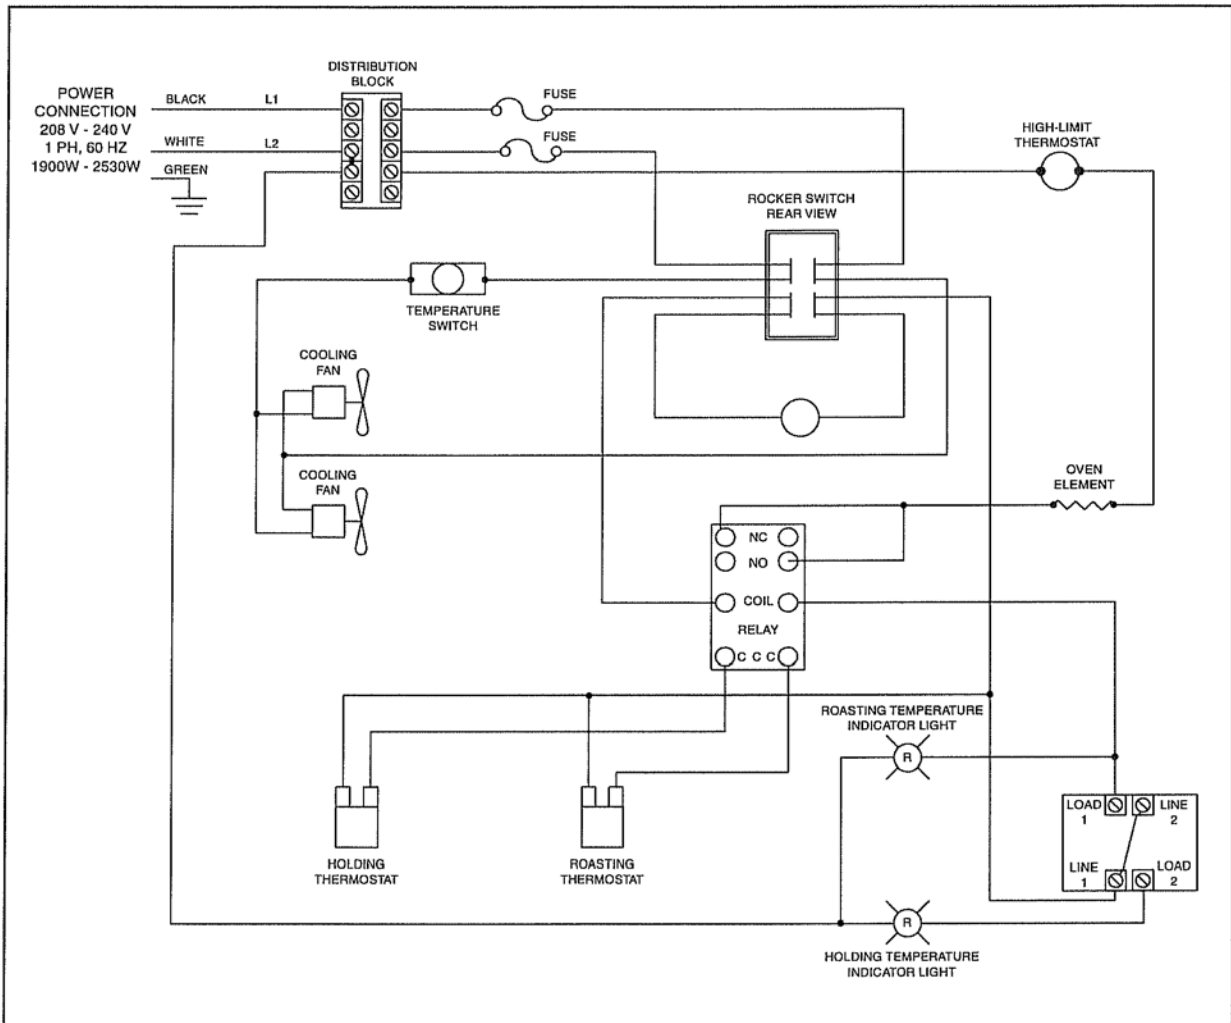 DISTRIBUTION
BLOCK
POWER
CONNECTION
208 V - 240 V
1 PH, 60 HZ
1900W - 2530W
BLACK
L1
WHITE
L2
GREEN
FUSE
FUSE
HIGH-LIMIT
THERMOSTAT
ROCKER SWITCH
REAR VIEW
TEMPERATURE
SWITCH
COOLING
FAN
COOLING
FAN
OVEN
ELEMENT
NC
NO
COIL
RELAY
C C C
ROASTING TEMPERATURE
INDICATOR LIGHT
R
LOAD
1
LINE
2
LINE
1
LOAD
2
HOLDING
THERMOSTAT
ROASTING
THERMOSTAT
R
HOLDING TEMPERATURE
INDICATOR LIGHT